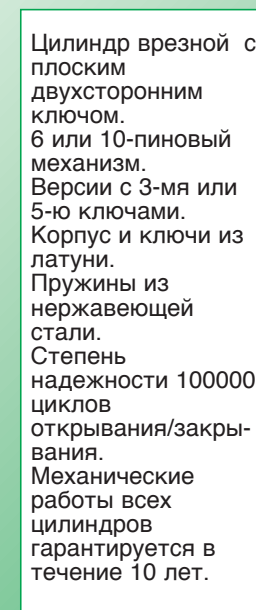 Цилиндр врезной с
плоским
двухсторонним
ключом.
6 или 10-пиновый
механизм.
Версии с 3-мя или
5-ю ключами.
Корпус и ключи из
латуни.
Пружины из
нержавеющей
стали.
Степень
надежности 100000
циклов
открывания/закры-
вания.
Механические
работы всех
цилиндров
гарантируется в
течение 10 лет.